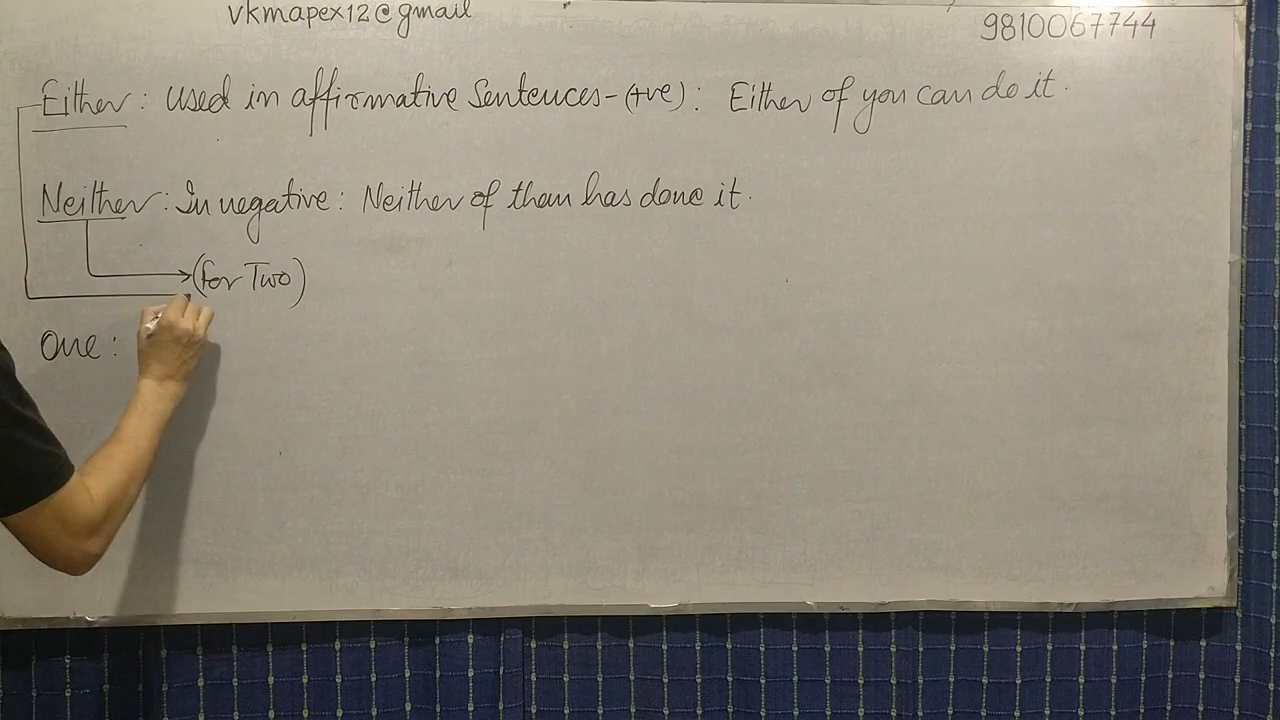 vkmapex12@gmail
9810067744
Either: Used in affirmative Sentences-(+ve): Either of you can do it.
Neither: In negative: Neither of them has done it.
(for Two)
One: